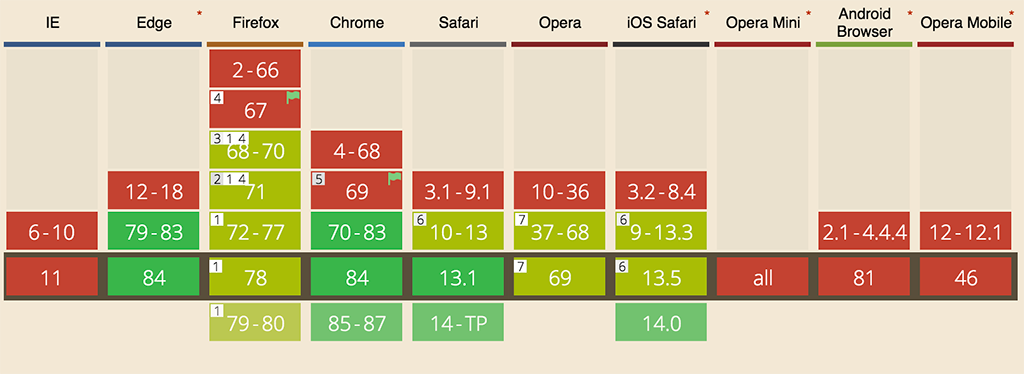 IE Edge * Firefox Chrome Safari Opera iOS Safari * Opera Mini * Android Browser * Opera Mobile *
2-66
4 67
3 1 4 68-70 4-68
12-18 2 1 4 71 5 69 3.1-9.1 10-36 3.2-8.4
6-10 79-83 1 72-77 70-83 6 10-13 7 37-68 6 9-13.3 2.1-4.4.4 12-12.1
11 84 1 78 84 13.1 7 69 6 13.5 all 81 46
1 79-80 85-87 14-TP 14.0